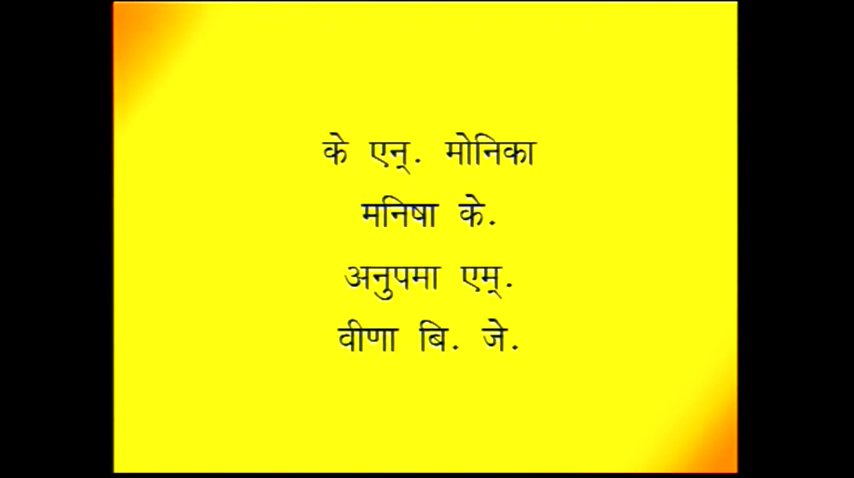 के एन्. मोनिका
मनिषा के.
अनुपमा एम्.
वीणा बि. जे.